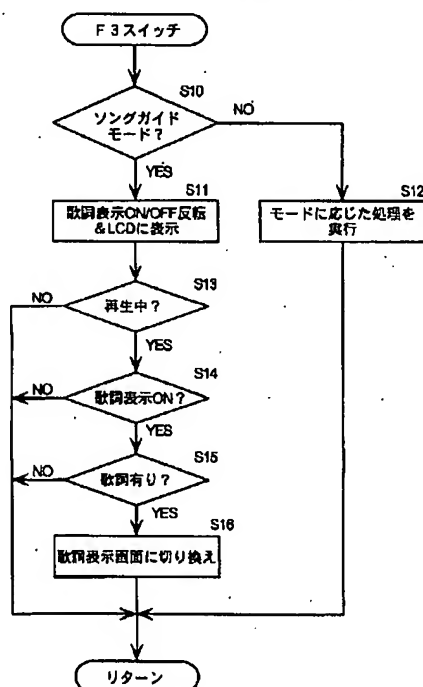 F3スイッチ
S10
ソングガイド
モード?
NO
YES
S11
歌詞表示ON/OFF反転
&LCDに表示
S12
モードに応じた処理を
実行
S13
再生中?
NO
YES
S14
歌詞表示ON?
NO
YES
S15
歌詞有り?
NO
YES
S16
歌詞表示画面に切り換え
リターン